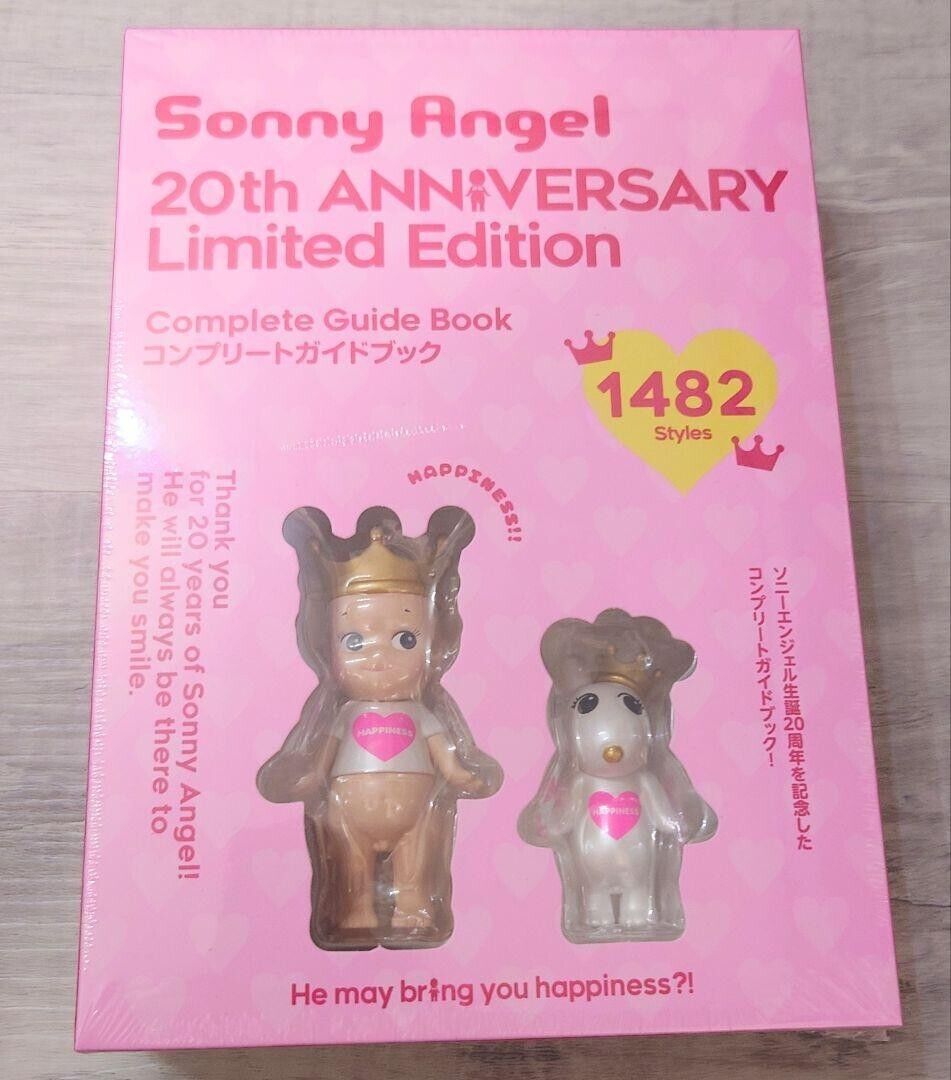 Sonny Angel
20th ANNIVERSARY
Limited Edition
Complete Guide Book
コンプリートガイドブック
1482
Styles
HAPPINESS!!
Thank you
for 20 years of Sonny Angel!
He will always be there to
make you smile.
ソニーエンジェル生誕20周年を記念した
コンプリートガイドブック!
HAPPINESS
HAPPINESS
He may bring you happiness?!